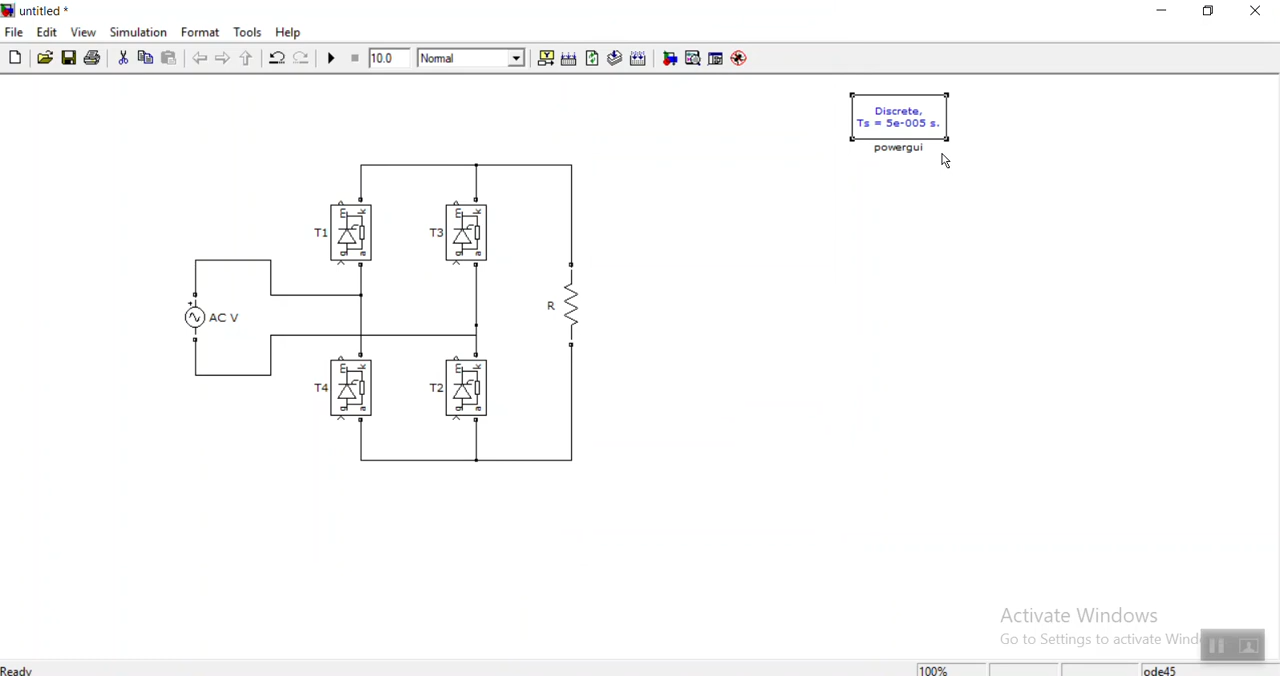 untitled *
File Edit View Simulation Format Tools Help
10.0 Normal
Discrete,
Ts = 5e-005 s.
powergui
T1 m k g a
T3 m k g a
R
+
AC V
T4 m k g a
T2 m k g a
Activate Windows
Go to Settings to activate
Ready 100% ode45